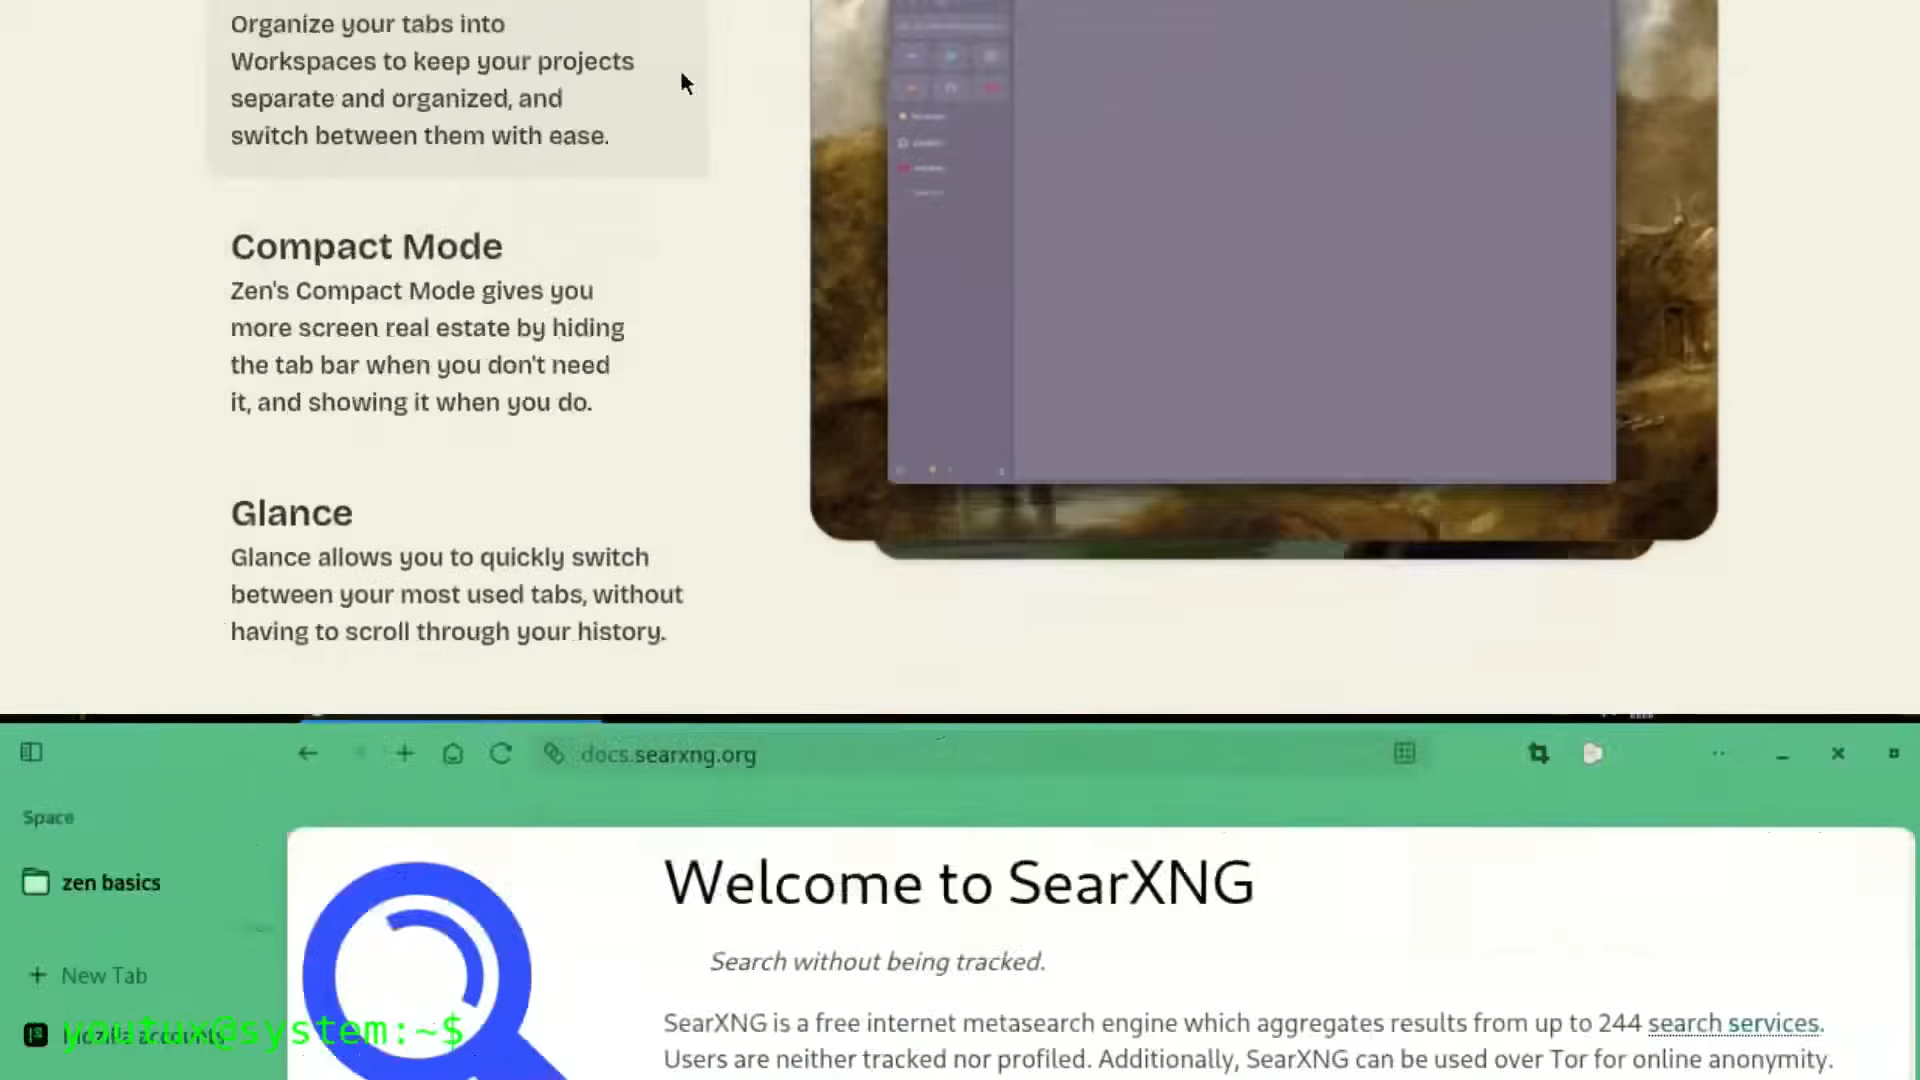 Organize your tabs into
Workspaces to keep your projects
separate and organized, and
switch between them with ease.
Compact Mode
Zen's Compact Mode gives you
more screen real estate by hiding
the tab bar when you don't need
it, and showing it when you do.
Glance
Glance allows you to quickly switch
between your most used tabs, without
having to scroll through your history.
docs.searxng.org
Space
zen basics
New Tab
Mozilla accounts
youtux@system:~$
Welcome to SearXNG
Search without being tracked.
SearXNG is a free internet metasearch engine which aggregates results from up to 244 search services.
Users are neither tracked nor profiled. Additionally, SearXNG can be used over Tor for online anonymity.